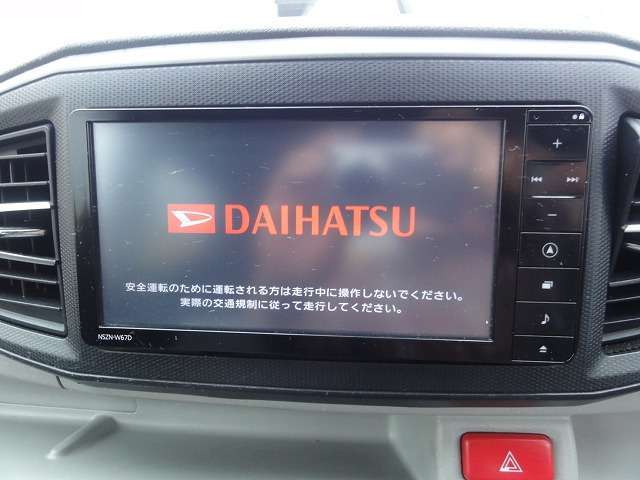 DAIHATSU
安全運転のために運転される方は走行中に操作しないでください。
実際の交通規制に従って走行してください。
NSZN-W67D